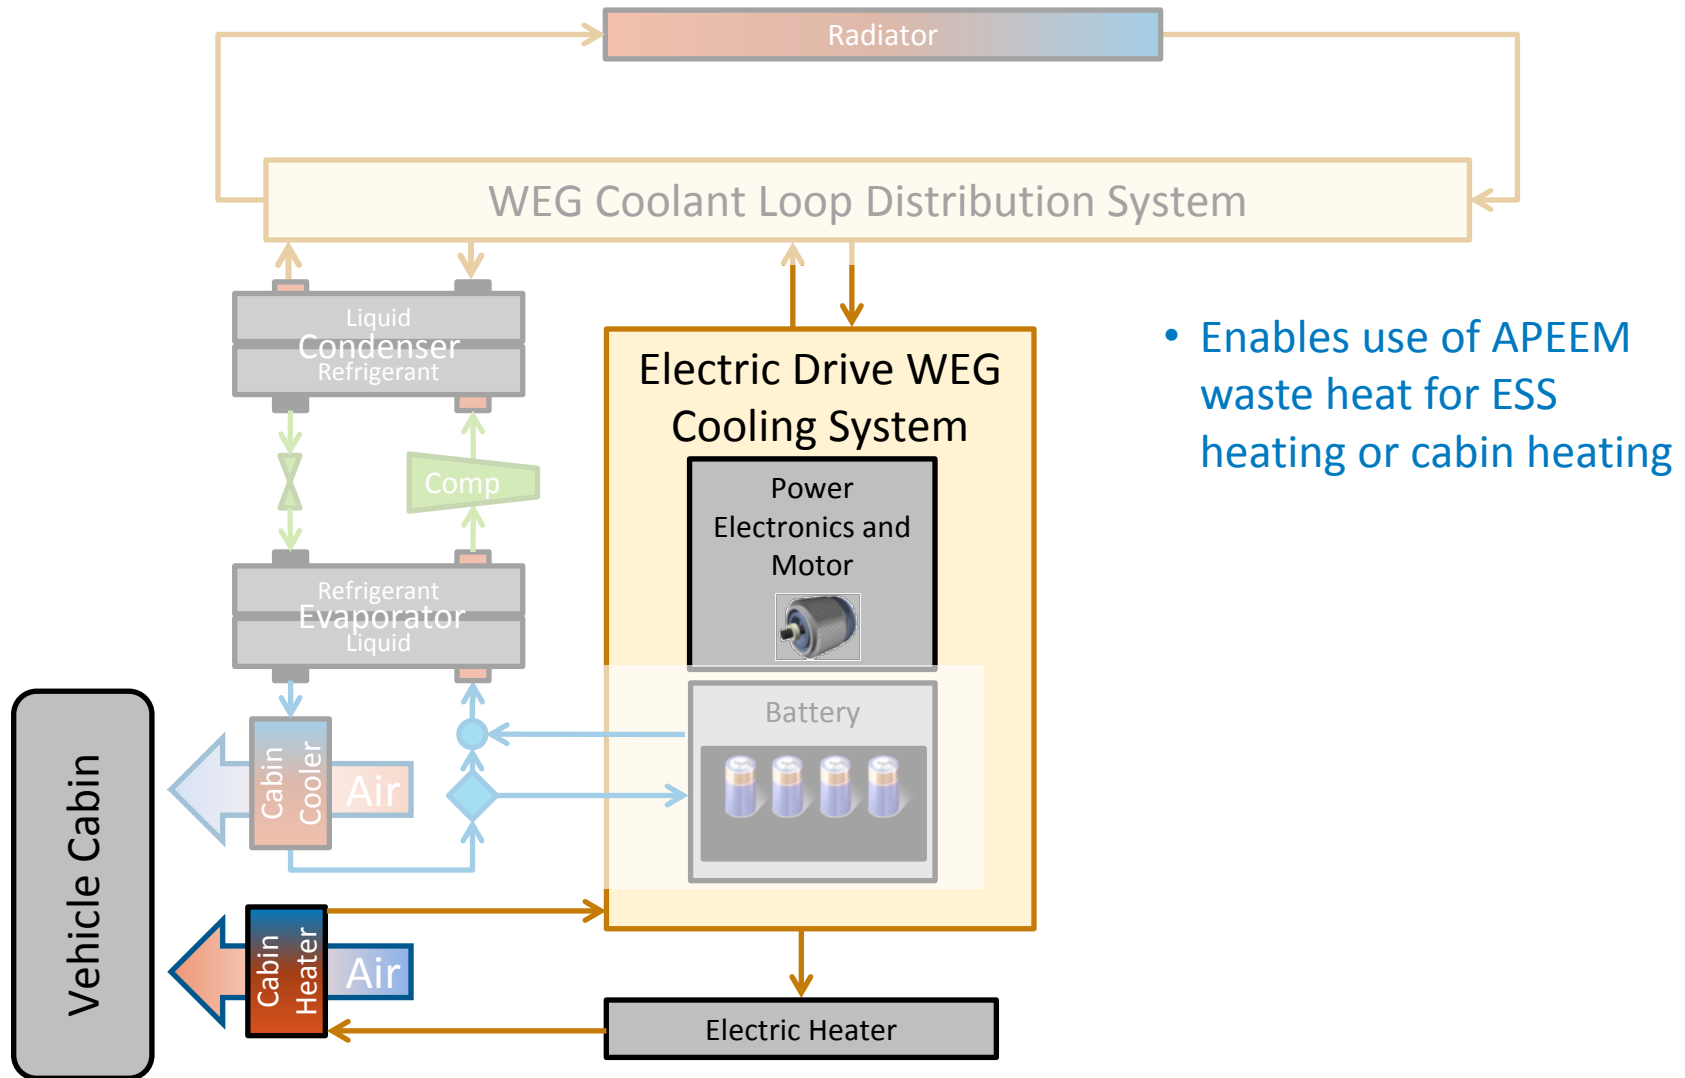 Radiator
WEG Coolant Loop Distribution System
Liquid
Condenser
Refrigerant
Comp
Refrigerant
Evaporator
Liquid
Electric Drive WEG
Cooling System
Power
Electronics and
Motor
Battery
• Enables use of APEEM
waste heat for ESS
heating or cabin heating
Vehicle Cabin
Cabin
Cooler
Air
Cabin
Heater
Air
Electric Heater